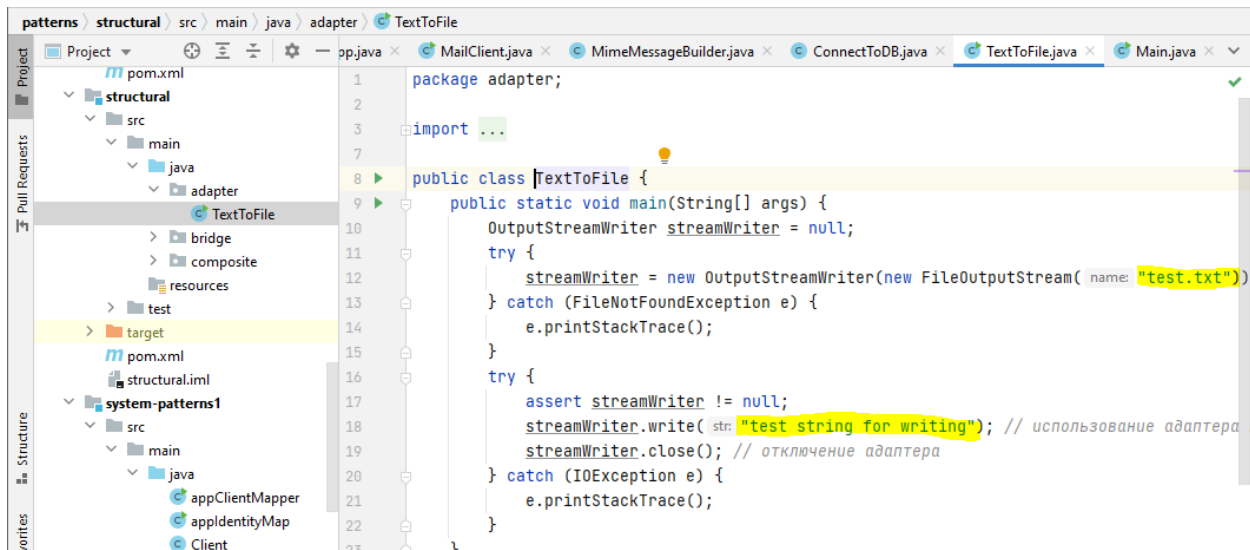 patterns structural src main java adapter TextToFile
Project
pp.java MailClient.java MimeMessageBuilder.java ConnectToDB.java TextToFile.java Main.java
pom.xml
structural
src
main
java
adapter
TextToFile
bridge
composite
resources
test
target
pom.xml
structural.iml
system-patterns1
src
main
java
appClientMapper
appIdentityMap
Client
Project
Pull Requests
Structure
vorites
1 package adapter;
2
3 import ...
7
8 public class TextToFile {
9 public static void main(String[] args) {
10 OutputStreamWriter streamWriter = null;
11 try {
12 streamWriter = new OutputStreamWriter(new FileOutputStream( name: "test.txt"))
13 } catch (FileNotFoundException e) {
14 e.printStackTrace();
15 }
16 try {
17 assert streamWriter != null;
18 streamWriter.write( str: "test string for writing"); // использование адаптера
19 streamWriter.close(); // отключение адаптера
20 } catch (IOException e) {
21 e.printStackTrace();
22 }
23 }